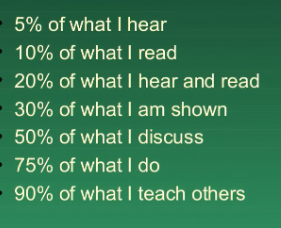 • 5% of what I hear
• 10% of what I read
• 20% of what I hear and read
• 30% of what I am shown
• 50% of what I discuss
• 75% of what I do
• 90% of what I teach others